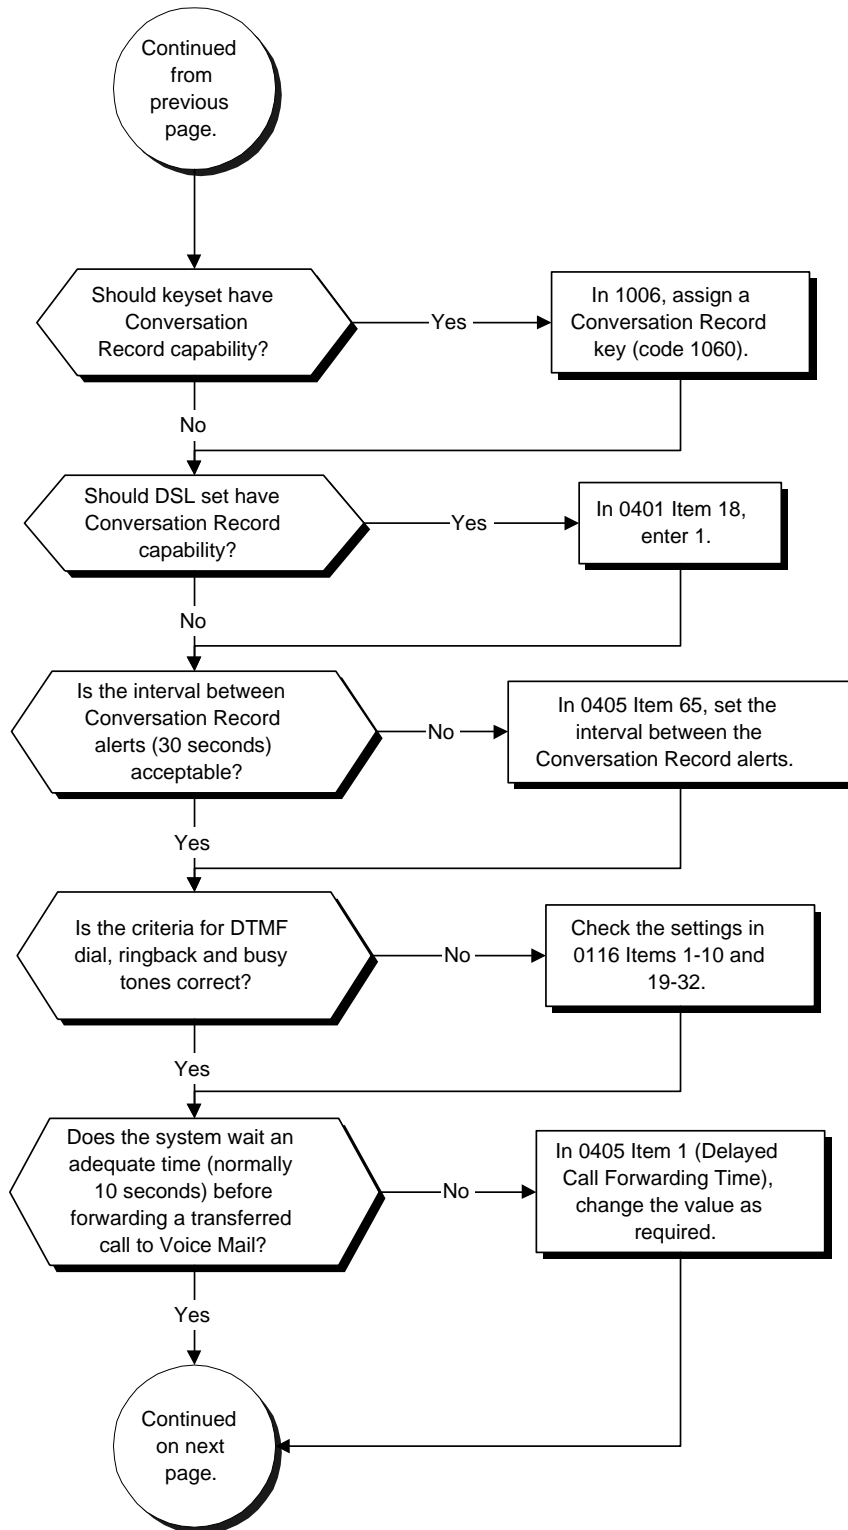 Continued
from
previous
page.
Should keyset have
Conversation
Record capability?
Yes
In 1006, assign a
Conversation Record
key (code 1060).
No
Should DSL set have
Conversation Record
capability?
Yes
In 0401 Item 18,
enter 1.
No
Is the interval between
Conversation Record
alerts (30 seconds)
acceptable?
No
In 0405 Item 65, set the
interval between the
Conversation Record alerts.
Yes
Is the criteria for DTMF
dial, ringback and busy
tones correct?
No
Check the settings in
0116 Items 1-10 and
19-32.
Yes
Does the system wait an
adequate time (normally
10 seconds) before
forwarding a transferred
call to Voice Mail?
No
In 0405 Item 1 (Delayed
Call Forwarding Time),
change the value as
required.
Yes
Continued
on next
page.